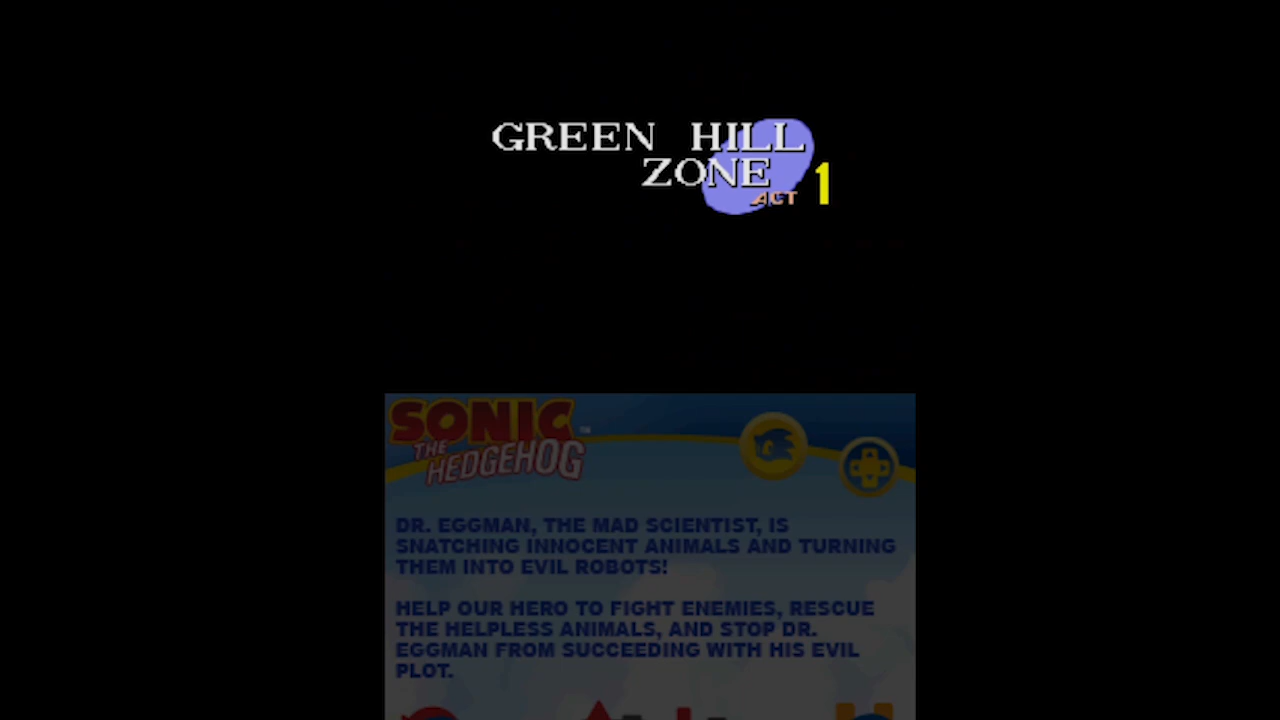 GREEN HILL
ZONE
ACT 1
SONIC
THE
HEDGEHOG
DR. EGGMAN, THE MAD SCIENTIST, IS
SNATCHING INNOCENT ANIMALS AND TURNING
THEM INTO EVIL ROBOTS!
HELP OUR HERO TO FIGHT ENEMIES, RESCUE
THE HELPLESS ANIMALS, AND STOP DR.
EGGMAN FROM SUCCEEDING WITH HIS EVIL
PLOT.